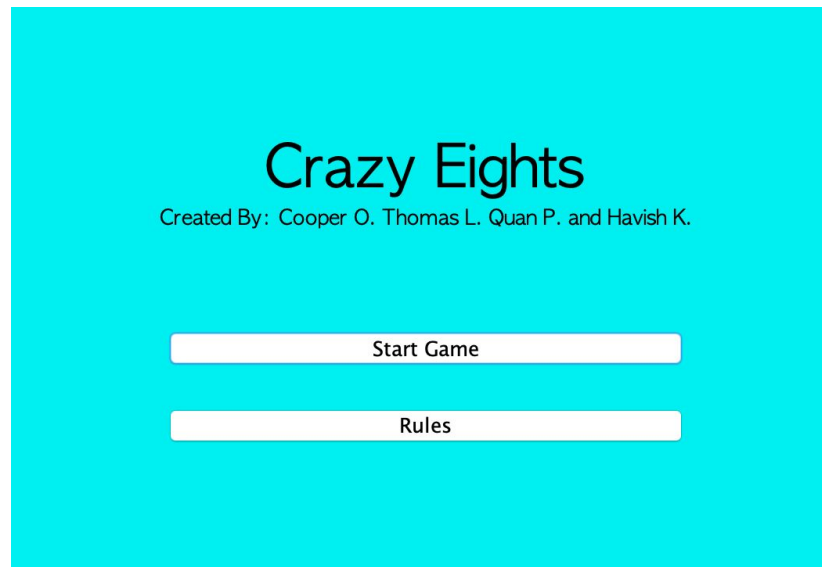 Crazy Eights
Created By: Cooper O. Thomas L. Quan P. and Havish K.
Start Game
Rules